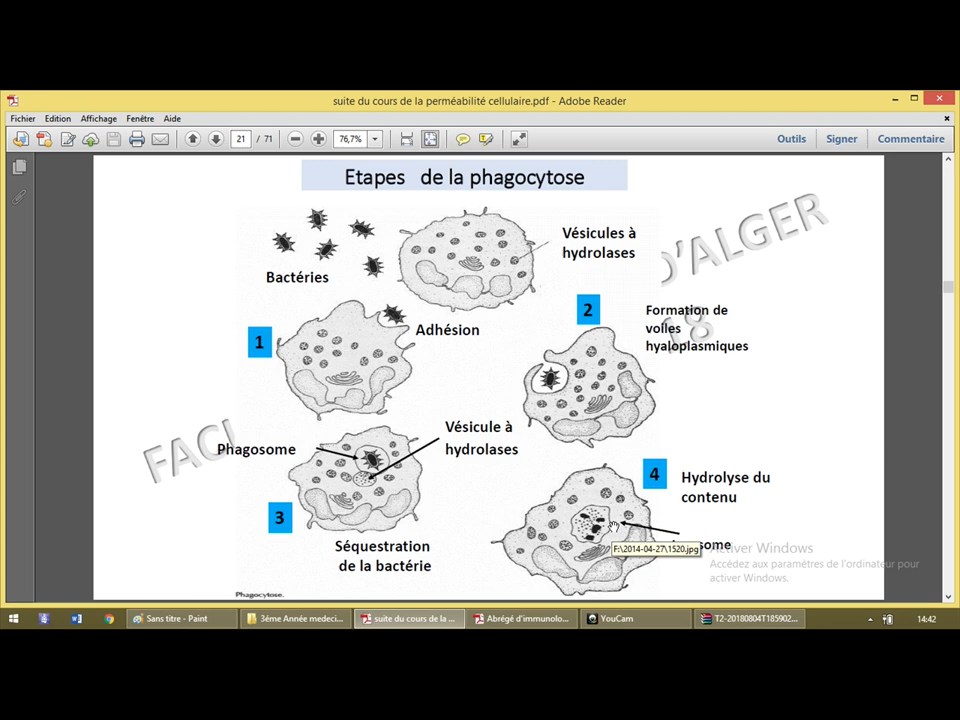 suite du cours de la perméabilité cellulaire.pdf - Adobe Reader
Fichier Edition Affichage Fenêtre Aide
21 / 71 76,7% Outils Signer Commentaire
Etapes de la phagocytose
D'ALGER
Vésicules à
hydrolases
Bactéries
2
Formation de
voiles
hyaloplasmiques
18
1
Adhésion
FAC
Vésicule à
hydrolases
Phagosome
4
Hydrolyse du
contenu
3
Séquestration
de la bactérie
F:\2014-04-27\1520.jpg
Activer Windows
Accédez aux paramètres de l'ordinateur pour
activer Windows.
Phagocytose.
Sans titre - Paint 3éme Année medeci... suite du cours de la ... Abrégé d'immunolo... YouCam T2-20180804T185902... 14:42